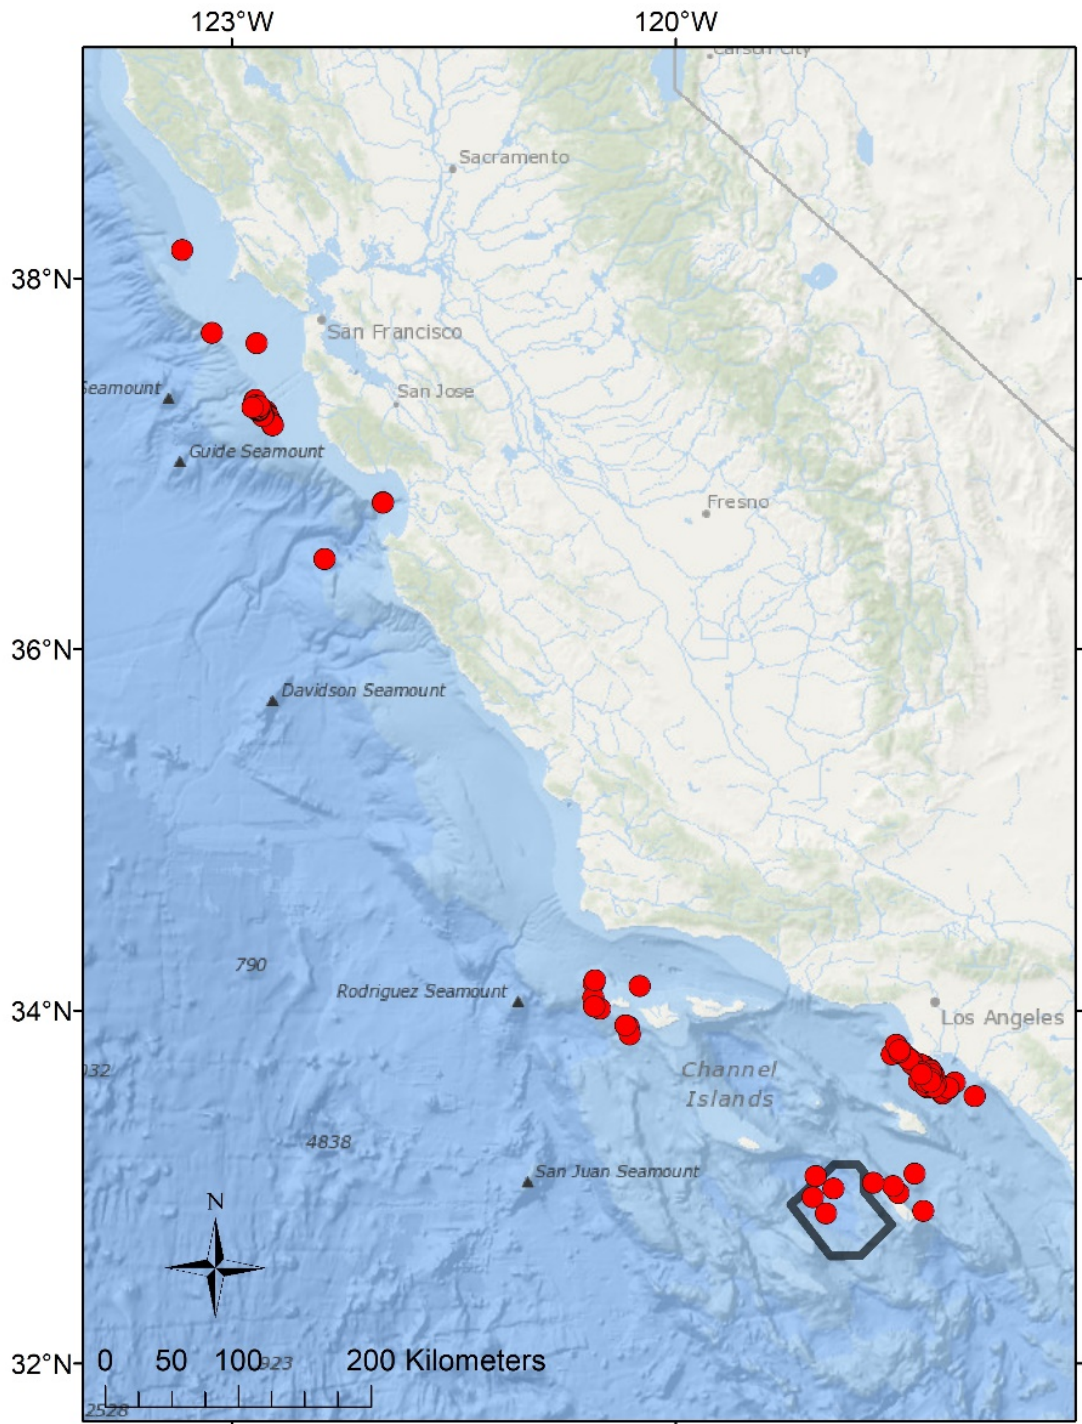 123°W
120°W
Carson City
Sacramento
38°N
San Francisco
San Jose
Seamount
Guide Seamount
Fresno
36°N
Davidson Seamount
790
Rodriguez Seamount
34°N
Los Angeles
Channel
Islands
932
4838
San Juan Seamount
N
32°N
0 50 100 200 Kilometers
923
2528